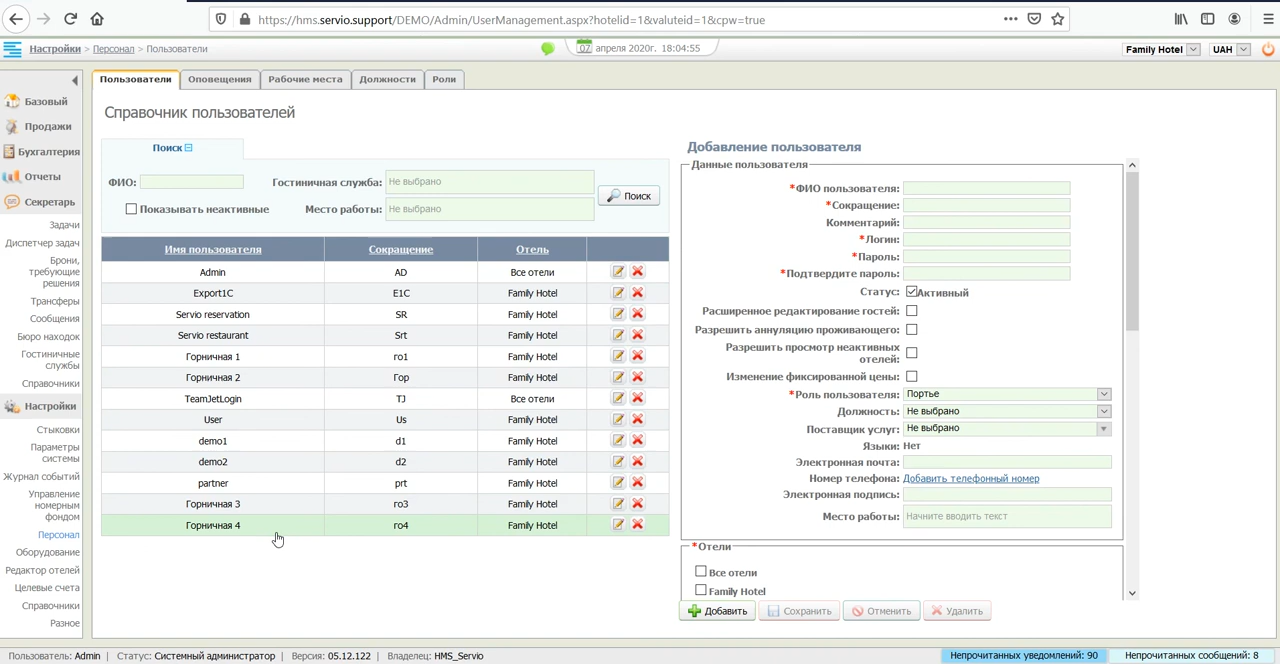 https://hms.servio.support/DEMO/Admin/UserManagement.aspx?hotelid=1&valuteid=1&cpw=true
Настройки > Персонал > Пользователи
07 апреля 2020г. 18:04:55
Family Hotel
UAH
Базовый
Продажи
Бухгалтерия
Отчеты
Секретарь
Задачи
Диспетчер задач
Брони,
требующие
решения
Трансферы
Сообщения
Бюро находок
Гостиничные
службы
Справочники
Настройки
Стыковки
Параметры
системы
Журнал событий
Управление
номерным
фондом
Персонал
Оборудование
Редактор отелей
Целевые счета
Справочники
Разное
Пользователи Оповещения Рабочие места Должности Роли
Справочник пользователей
Поиск
ФИО: Гостиничная служба: Не выбрано
Поиск
Показывать неактивные Место работы: Не выбрано
Имя пользователя Сокращение Отель
Admin AD Все отели
Export1C E1C Family Hotel
Servio reservation SR Family Hotel
Servio restaurant Srt Family Hotel
Горничная 1 ro1 Family Hotel
Горничная 2 Гор Family Hotel
TeamJetLogin TJ Все отели
User Us Family Hotel
demo1 d1 Family Hotel
demo2 d2 Family Hotel
partner prt Family Hotel
Горничная 3 ro3 Family Hotel
Горничная 4 ro4 Family Hotel
Добавление пользователя
Данные пользователя
*ФИО пользователя:
*Сокращение:
Комментарий:
*Логин:
*Пароль:
*Подтвердите пароль:
Статус: Активный
Расширенное редактирование гостей:
Разрешить аннуляцию проживающего:
Разрешить просмотр неактивных
отелей:
Изменение фиксированной цены:
*Роль пользователя: Портье
Должность: Не выбрано
Поставщик услуг: Не выбрано
Языки: Нет
Электронная почта:
Номер телефона: Добавить телефонный номер
Электронная подпись:
Место работы: Начните вводить текст
*Отели
Все отели
Family Hotel
Добавить Сохранить Отменить Удалить
Пользователь: Admin | Статус: Системный администратор | Версия: 05.12.122 | Владелец: HMS_Servio
Непрочитанных уведомлений: 90 Непрочитанных сообщений: 8